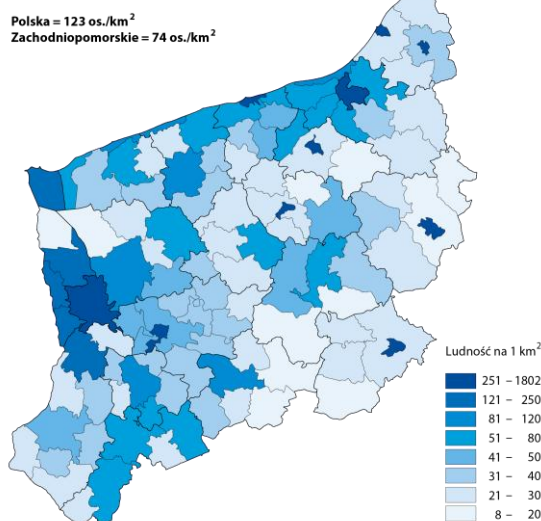 Polska = 123 os./km²
Zachodniopomorskie = 74 os./km²
Ludność na 1 km²
251 – 1802
121 – 250
81 – 120
51 – 80
41 – 50
31 – 40
21 – 30
8 – 20